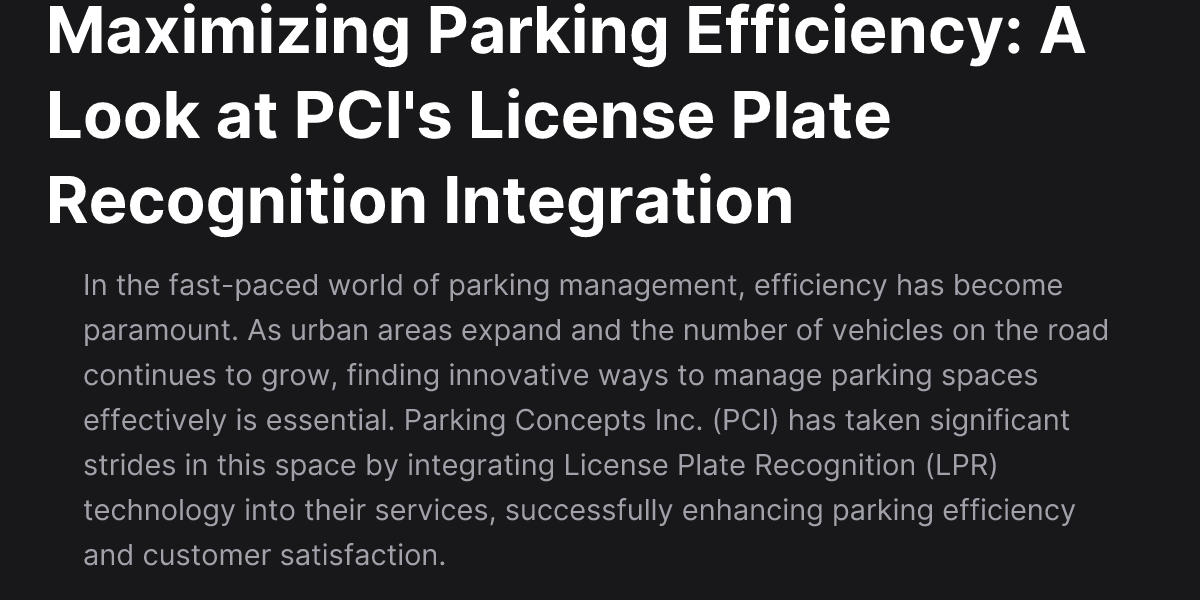 Maximizing Parking Efficiency: A
Look at PCI's License Plate
Recognition Integration
In the fast-paced world of parking management, efficiency has become
paramount. As urban areas expand and the number of vehicles on the road
continues to grow, finding innovative ways to manage parking spaces
effectively is essential. Parking Concepts Inc. (PCI) has taken significant
strides in this space by integrating License Plate Recognition (LPR)
technology into their services, successfully enhancing parking efficiency
and customer satisfaction.